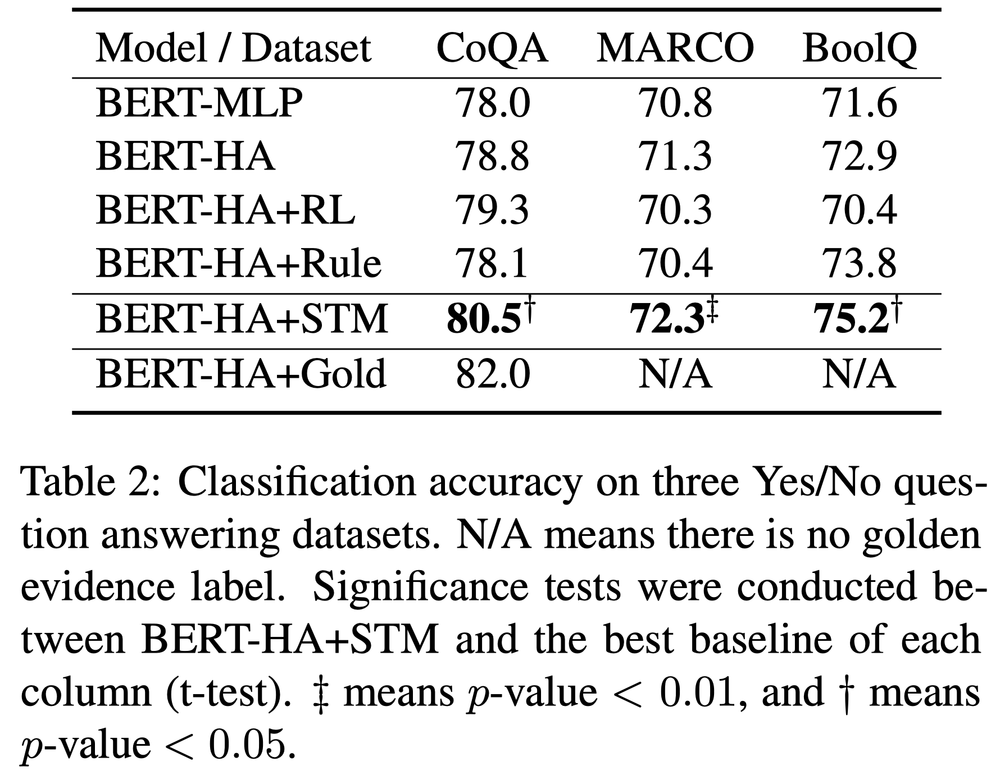 Model / Dataset CoQA MARCO BoolQ
BERT-MLP 78.0 70.8 71.6
BERT-HA 78.8 71.3 72.9
BERT-HA+RL 79.3 70.3 70.4
BERT-HA+Rule 78.1 70.4 73.8
BERT-HA+STM 80.5† 72.3‡ 75.2†
BERT-HA+Gold 82.0 N/A N/A
Table 2: Classification accuracy on three Yes/No ques-
tion answering datasets. N/A means there is no golden
evidence label. Significance tests were conducted be-
tween BERT-HA+STM and the best baseline of each
column (t-test). ‡ means p-value < 0.01, and † means
p-value < 0.05.